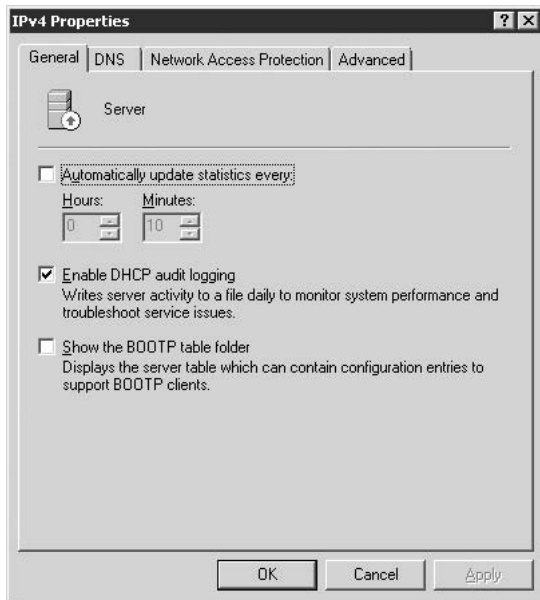 IPv4 Properties
General DNS Network Access Protection Advanced
Server
Automatically update statistics every:
Hours: Minutes:
0 10
Enable DHCP audit logging
Writes server activity to a file daily to monitor system performance and
troubleshoot service issues.
Show the BOOTP table folder
Displays the server table which can contain configuration entries to
support BOOTP clients.
OK Cancel Apply